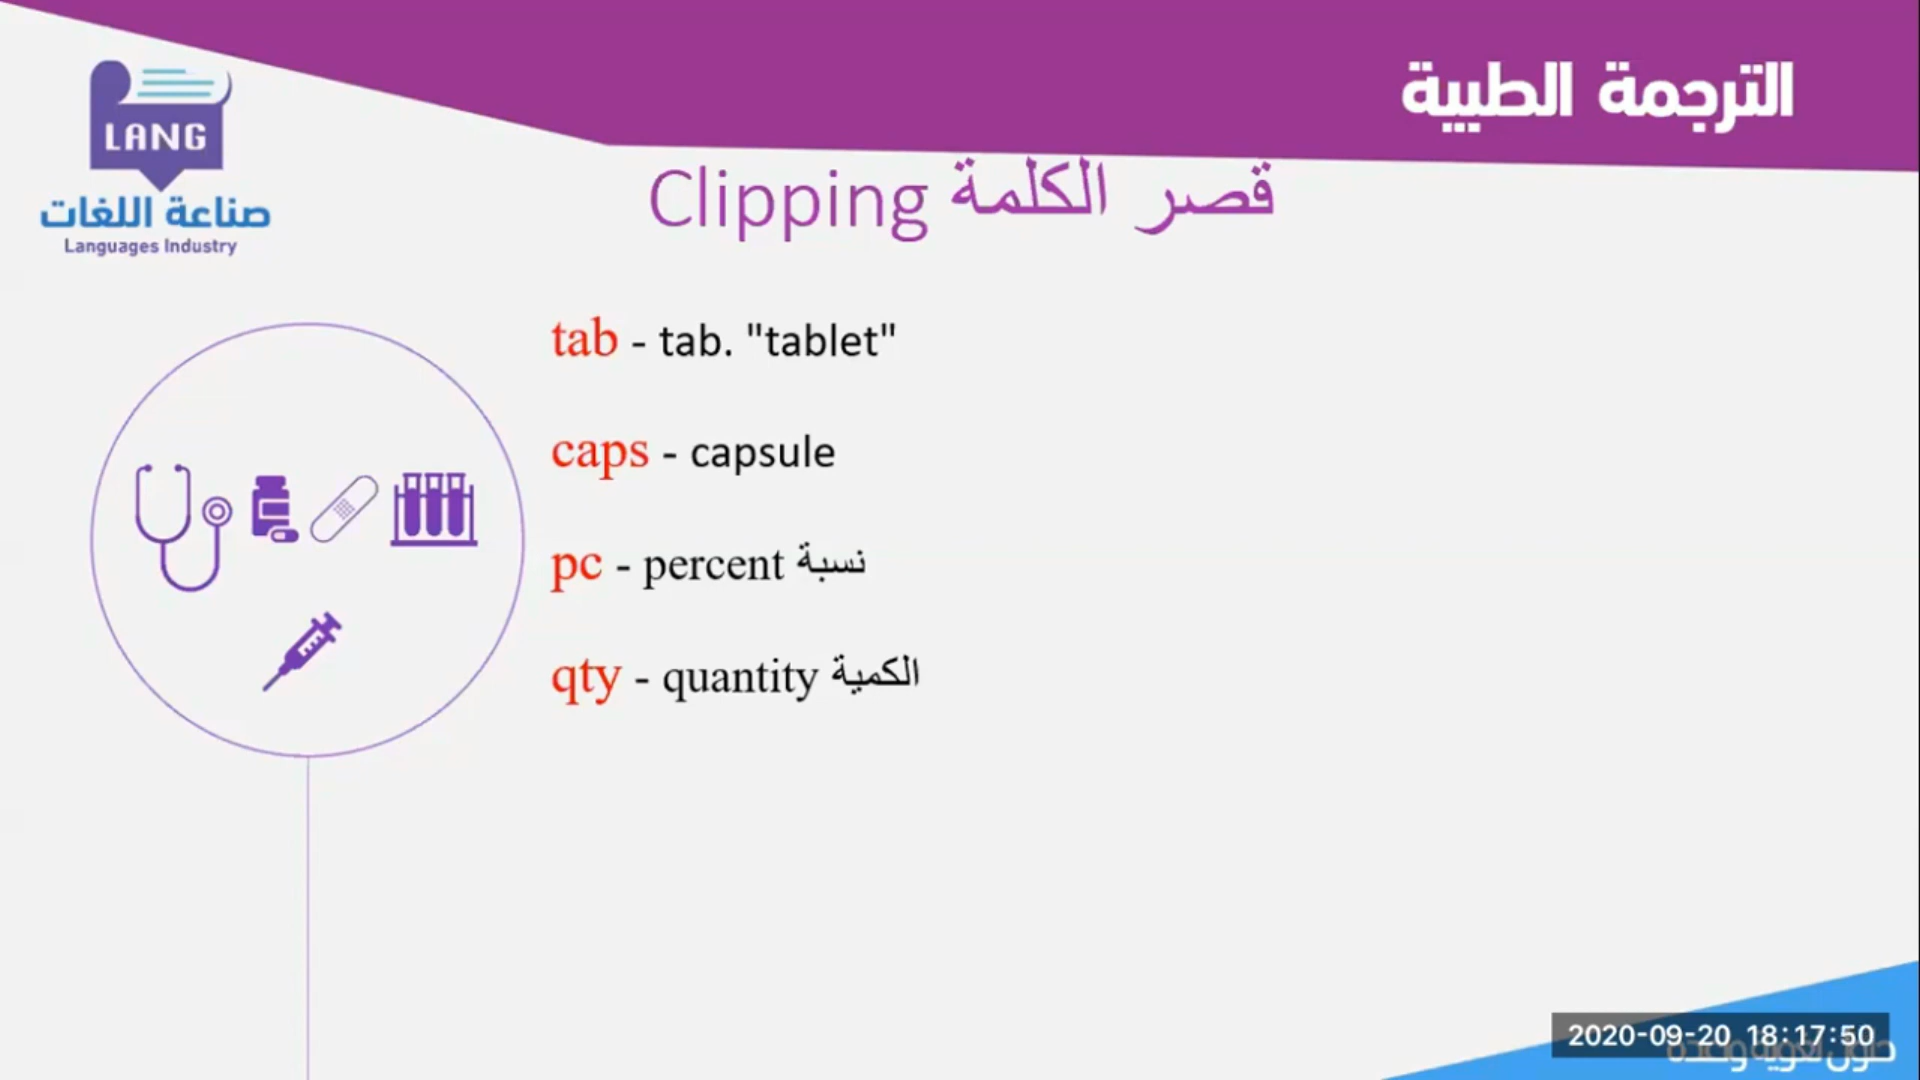 الترجمة الطبية
LANG
صناعة اللغات
Languages Industry
Clipping قصر الكلمة
tab - tab. "tablet"
caps - capsule
pc - percent نسبة
qty - quantity الكمية
2020-09-20 18:17:50